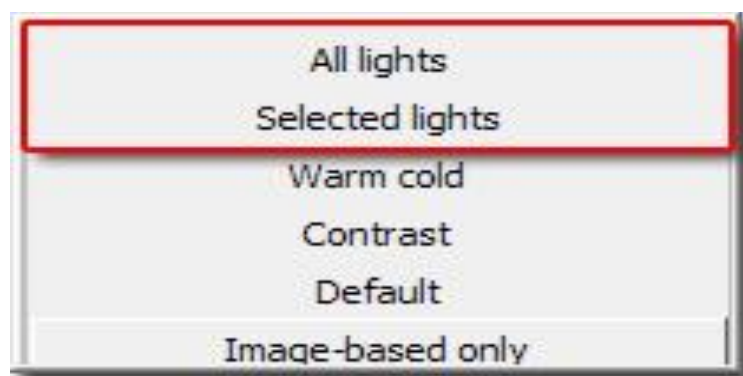 All lights
Selected lights
Warm cold
Contrast
Default
Image-based only